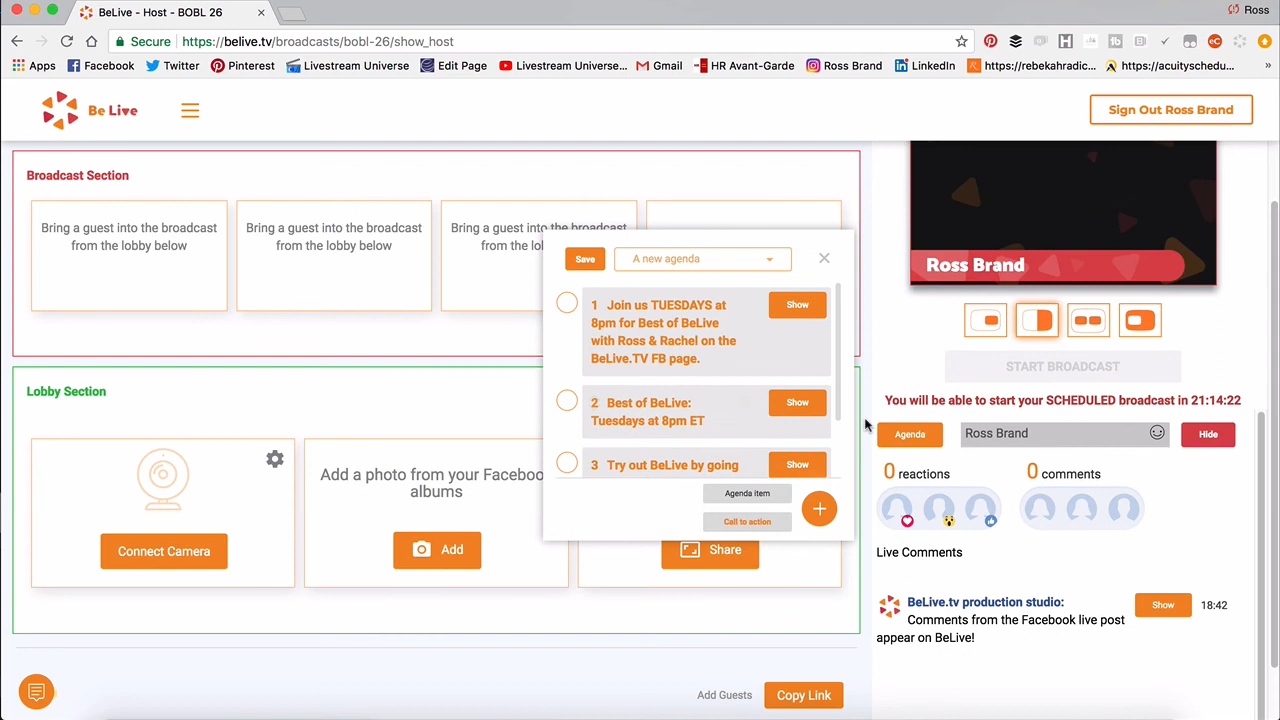 BeLive - Host - BOBL 26
Ross
Secure
https://belive.tv/broadcasts/bobl-26/show_host
Apps
Facebook
Twitter
Pinterest
Livestream Universe
Edit Page
Livestream Universe...
Gmail
HR Avant-Garde
Ross Brand
LinkedIn
https://rebekahradic...
https://acuityschedu...
Be Live
Sign Out Ross Brand
Broadcast Section
Bring a guest into the broadcast
from the lobby below
Bring a guest into the broadcast
from the lobby below
Bring a guest into the broadcast
from the lo
Save
A new agenda
1 Join us TUESDAYS at
8pm for Best of BeLive
with Ross & Rachel on the
BeLive.TV FB page.
Show
2 Best of BeLive:
Tuesdays at 8pm ET
Show
3 Try out BeLive by going
Show
Agenda item
Call to action
+
Lobby Section
Connect Camera
Add a photo from your Facebook
albums
Add
Share
Add Guests
Copy Link
Ross Brand
START BROADCAST
You will be able to start your SCHEDULED broadcast in 21:14:22
Agenda
Ross Brand
Hide
0 reactions
0 comments
Live Comments
BeLive.tv production studio:
Comments from the Facebook live post
appear on BeLive!
Show
18:42